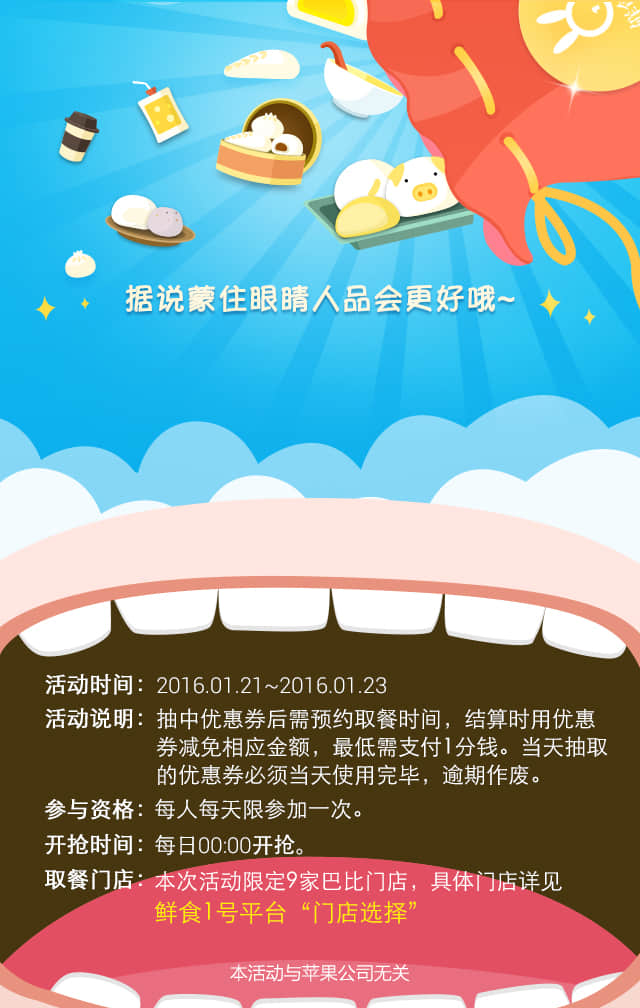 据说蒙住眼睛人品会更好哦~
活动时间：2016.01.21~2016.01.23
活动说明：抽中优惠券后需预约取餐时间，结算时用优惠
券减免相应金额，最低需支付1分钱。当天抽取
的优惠券必须当天使用完毕，逾期作废。
参与资格：每人每天限参加一次。
开抢时间：每日00:00开抢。
取餐门店：本次活动限定9家巴比门店，具体门店详见
鲜食1号平台“门店选择”
本活动与苹果公司无关